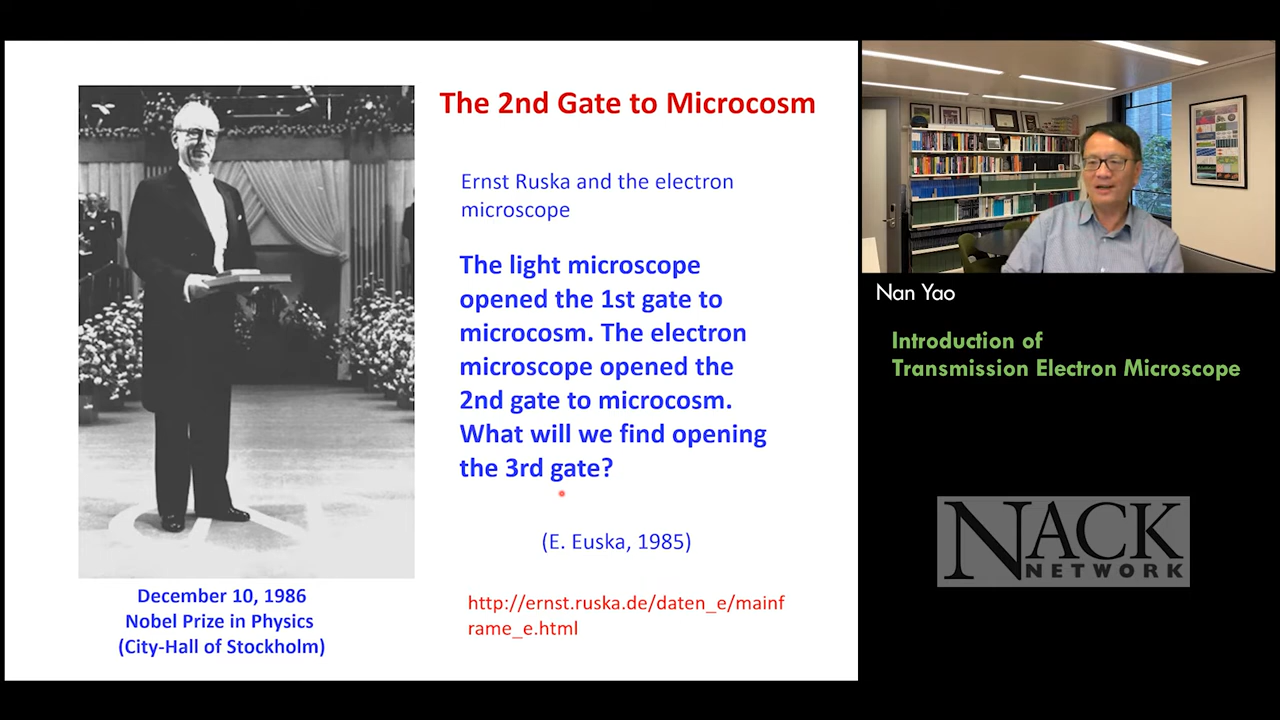 The 2nd Gate to Microcosm
Ernst Ruska and the electron
microscope
The light microscope
opened the 1st gate to
microcosm. The electron
microscope opened the
2nd gate to microcosm.
What will we find opening
the 3rd gate?
(E. Euska, 1985)
http://ernst.ruska.de/daten_e/mainf
rame_e.html
December 10, 1986
Nobel Prize in Physics
(City-Hall of Stockholm)
Nan Yao
Introduction of
Transmission Electron Microscope
NACK
NETWORK